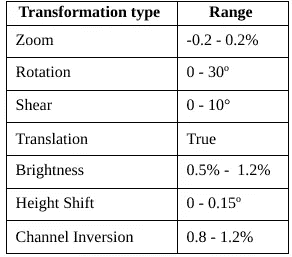 Transformation type Range
Zoom -0.2 - 0.2%
Rotation 0 - 30º
Shear 0 - 10°
Translation True
Brightness 0.5% - 1.2%
Height Shift 0 - 0.15º
Channel Inversion 0.8 - 1.2%